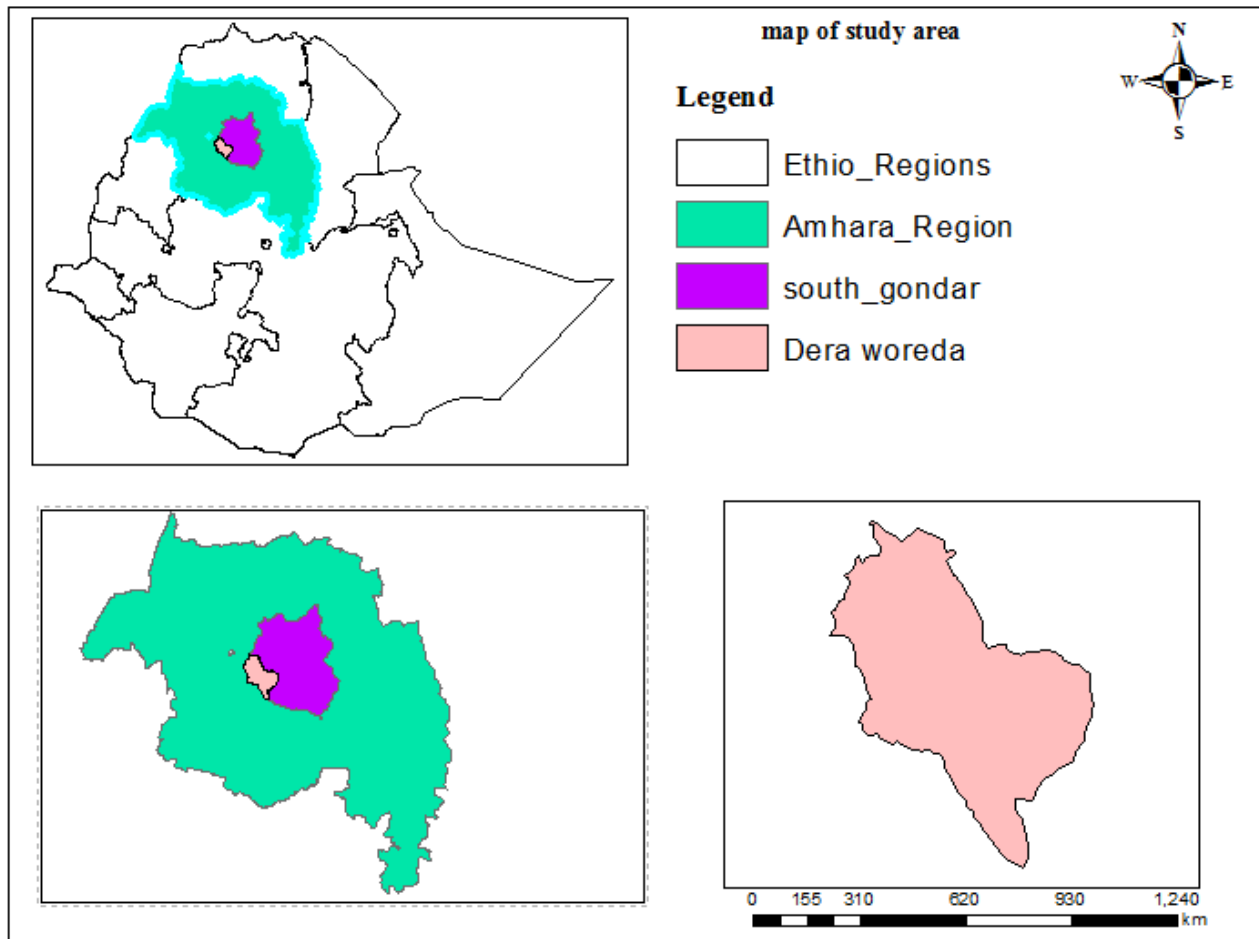 map of study area
N
W E
S
Legend
Ethio_Regions
Amhara_Region
south_gondar
Dera woreda
0 155 310 620 930 1,240
km